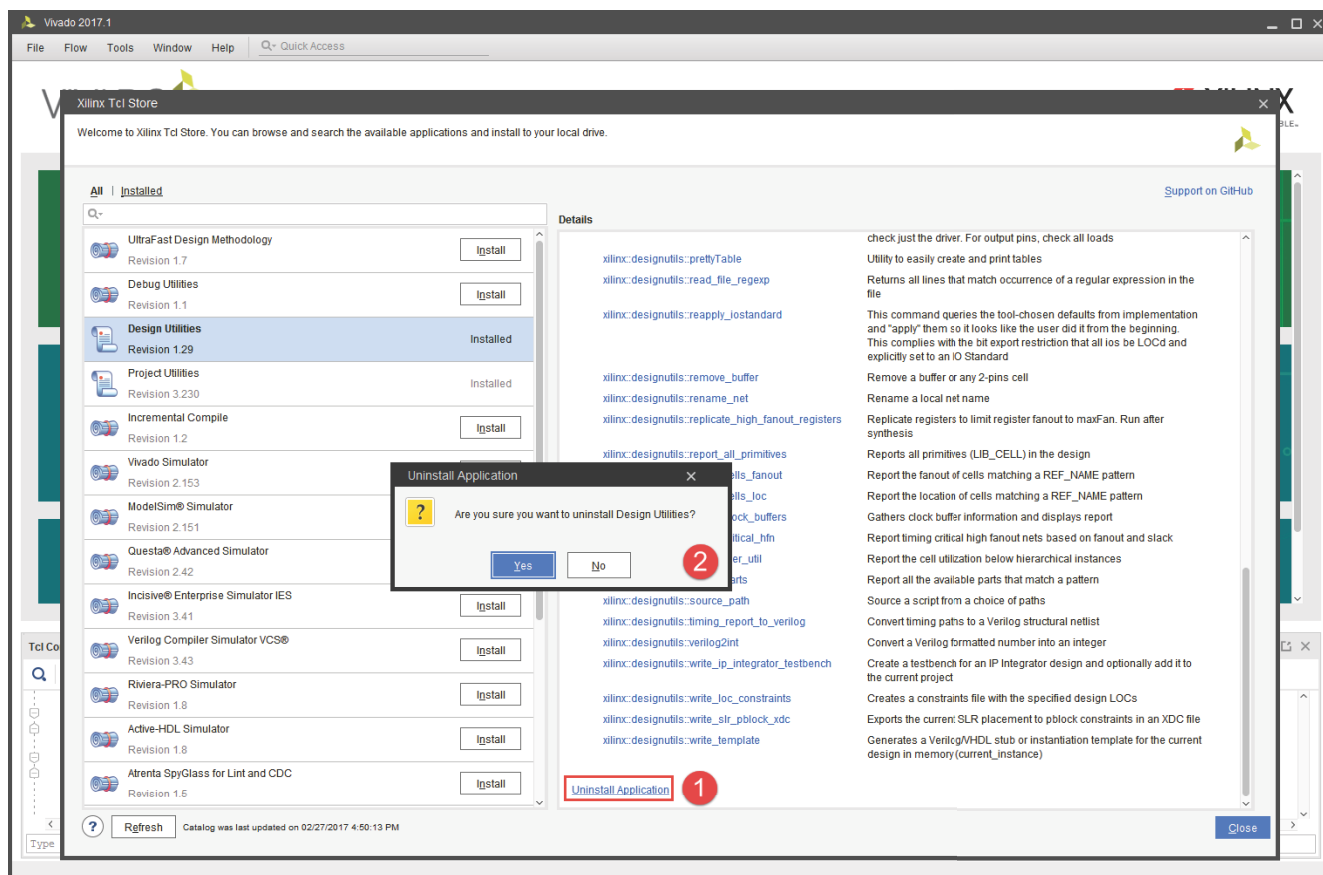 Vivado 2017.1
File Flow Tools Window Help Quick Access
Xilinx Tcl Store
Welcome to Xilinx Tcl Store. You can browse and search the available applications and install to your local drive.
All | Installed
Support on GitHub
UltraFast Design Methodology
Revision 1.7
Install
Debug Utilities
Revision 1.1
Install
Design Utilities
Revision 1.29
Installed
Project Utilities
Revision 3.230
Installed
Incremental Compile
Revision 1.2
Install
Vivado Simulator
Revision 2.153
ModelSim® Simulator
Revision 2.151
Questa® Advanced Simulator
Revision 2.42
Incisive® Enterprise Simulator IES
Revision 3.41
Install
Verilog Compiler Simulator VCS®
Revision 3.43
Install
Riviera-PRO Simulator
Revision 1.8
Install
Active-HDL Simulator
Revision 1.8
Install
Atrenta SpyGlass for Lint and CDC
Revision 1.5
Install
Details
check just the driver. For output pins, check all loads
xilinx::designutils::prettyTable Utility to easily create and print tables
xilinx::designutils::read_file_regexp Returns all lines that match occurrence of a regular expression in the
file
xilinx::designutils::reapply_iostandard This command queries the tool-chosen defaults from implementation
and "apply" them so it looks like the user did it from the beginning.
This complies with the bit export restriction that all ios be LOCd and
explicitly set to an IO Standard
xilinx::designutils::remove_buffer Remove a buffer or any 2-pins cell
xilinx::designutils::rename_net Rename a local net name
xilinx::designutils::replicate_high_fanout_registers Replicate registers to limit register fanout to maxFan. Run after
synthesis
xilinx::designutils::report_all_primitives Reports all primitives (LIB_CELL) in the design
ells_fanout Report the fanout of cells matching a REF_NAME pattern
ells_loc Report the location of cells matching a REF_NAME pattern
ock_buffers Gathers clock buffer information and displays report
itical_hfn Report timing critical high fanout nets based on fanout and slack
er_util Report the cell utilization below hierarchical instances
arts Report all the available parts that match a pattern
xilinx::designutils::source_path Source a script from a choice of paths
xilinx::designutils::timing_report_to_verilog Convert timing paths to a Verilog structural netlist
xilinx::designutils::verilog2int Convert a Verilog formatted number into an integer
xilinx::designutils::write_ip_integrator_testbench Create a testbench for an IP Integrator design and optionally add it to
the current project
xilinx::designutils::write_loc_constraints Creates a constraints file with the specified design LOCs
xilinx::designutils::write_slr_pblock_xdc Exports the current SLR placement to pblock constraints in an XDC file
xilinx::designutils::write_template Generates a Verilog/VHDL stub or instantiation template for the current
design in memory (current_instance)
Uninstall Application 1
Uninstall Application
Are you sure you want to uninstall Design Utilities?
Yes No 2
? Refresh Catalog was last updated on 02/27/2017 4:50:13 PM
Close
Tcl Co
Type